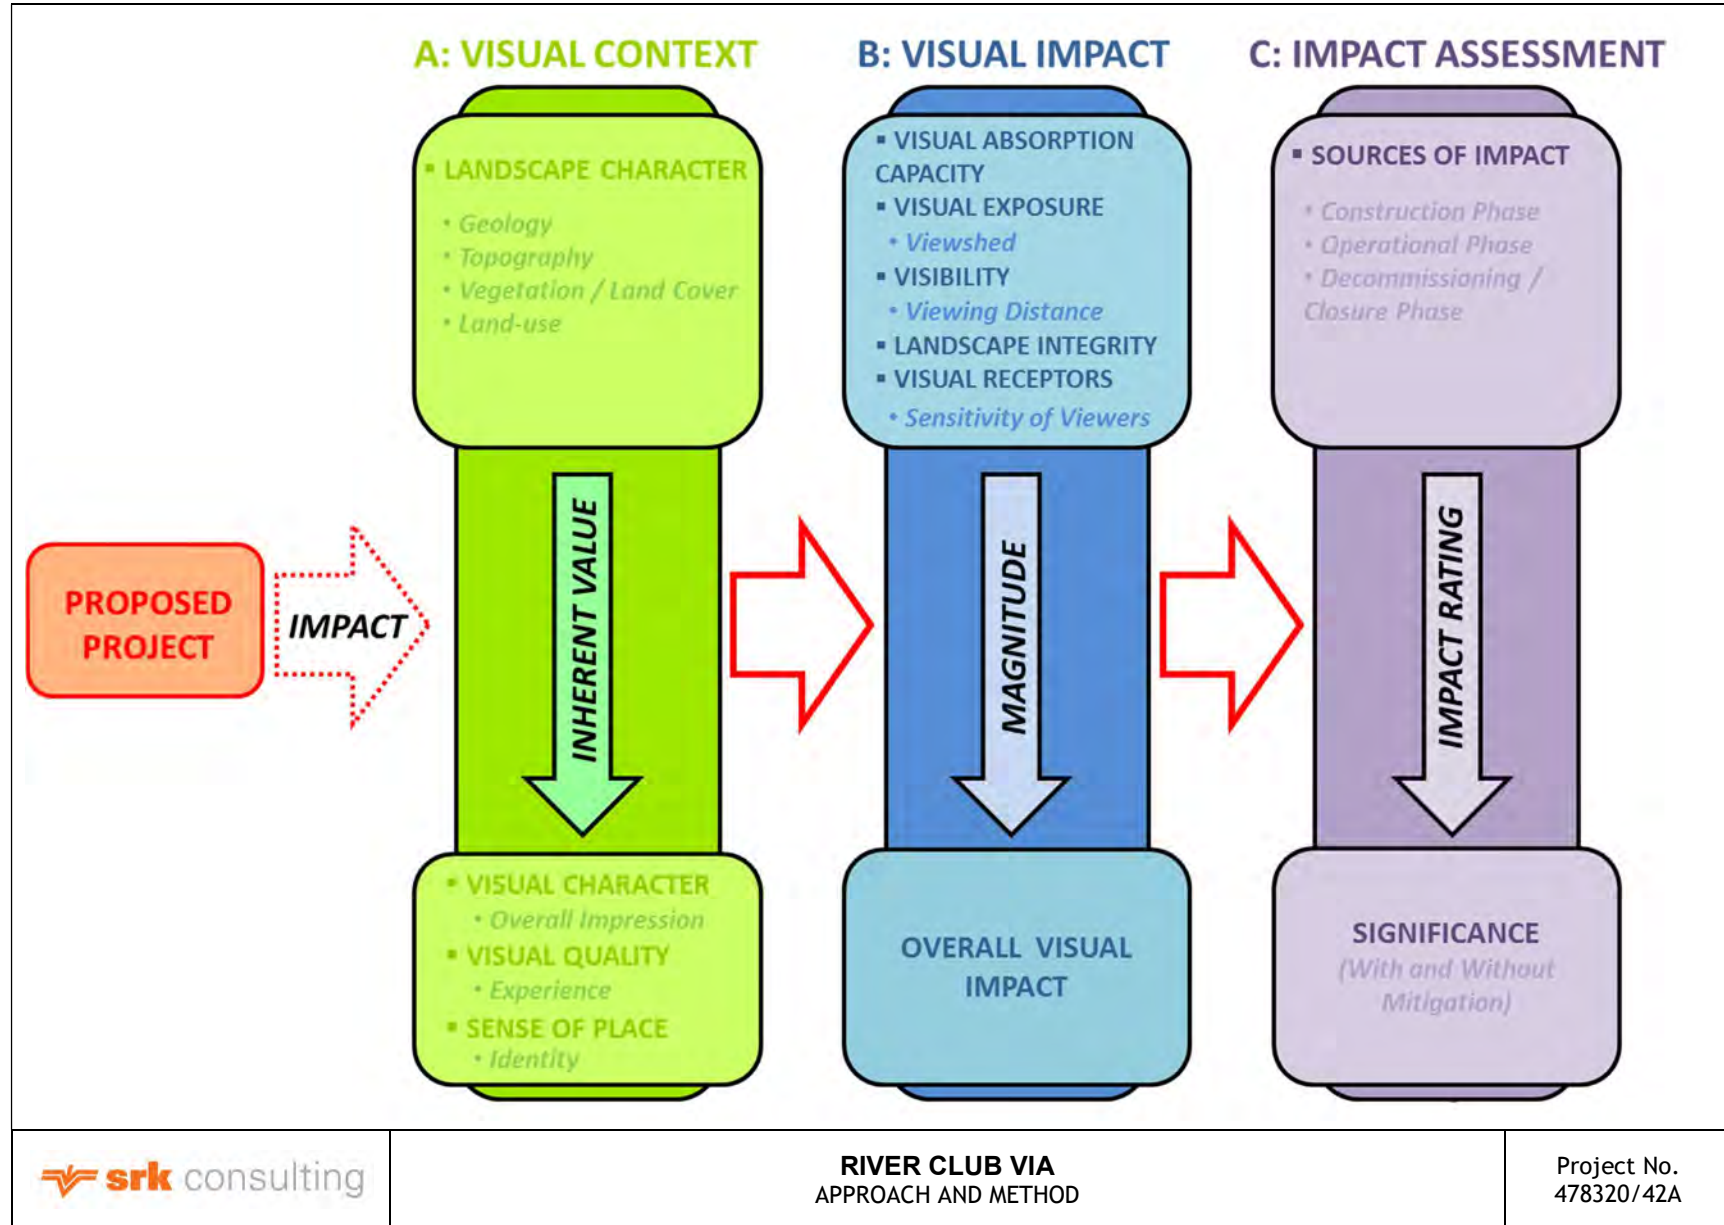 A: VISUAL CONTEXT
▪ LANDSCAPE CHARACTER
• Geology
• Topography
• Vegetation / Land Cover
• Land-use
INHERENT VALUE
▪ VISUAL CHARACTER
• Overall Impression
▪ VISUAL QUALITY
• Experience
▪ SENSE OF PLACE
• Identity
B: VISUAL IMPACT
▪ VISUAL ABSORPTION
CAPACITY
▪ VISUAL EXPOSURE
• Viewshed
▪ VISIBILITY
• Viewing Distance
▪ LANDSCAPE INTEGRITY
▪ VISUAL RECEPTORS
• Sensitivity of Viewers
MAGNITUDE
OVERALL VISUAL
IMPACT
C: IMPACT ASSESSMENT
▪ SOURCES OF IMPACT
• Construction Phase
• Operational Phase
• Decommissioning /
Closure Phase
IMPACT RATING
SIGNIFICANCE
(With and Without
Mitigation)
PROPOSED
PROJECT
IMPACT
srk consulting
RIVER CLUB VIA
APPROACH AND METHOD
Project No.
478320/42A